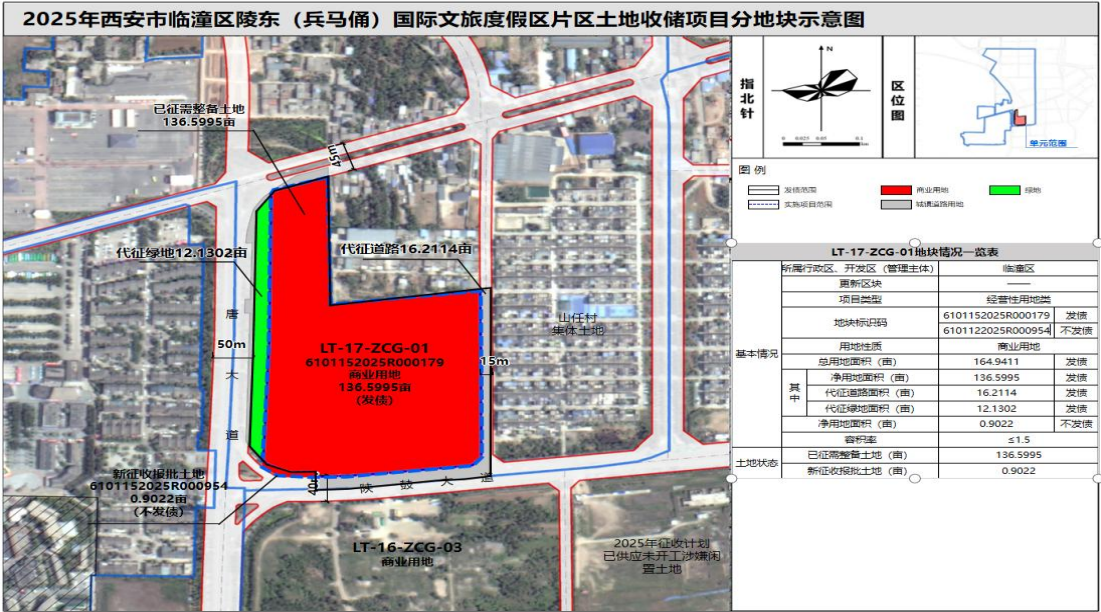 2025年西安市临潼区陵东（兵马俑）国际文旅度假区片区土地收储项目分地块示意图
已征需整备土地
136.5995亩
45m
代征绿地12.1302亩
代征道路16.2114亩
唐
大
道
50m
LT-17-ZCG-01
6101152025R000179
商业用地
136.5995亩
(发债)
15m
山任村
集体土地
新征收报批土地
6101152025R000954
0.9022亩
(不发债)
40m
陕鼓大道
LT-16-ZCG-03
商业用地
2025年征收计划
已供应未开工涉嫌闲
置土地
指北针
N
0 0.025 0.05 0.1
区位图
单元范围
图 例
发债范围
商业用地
绿地
实施项目范围
城镇道路用地
LT-17-ZCG-01地块情况一览表
基本情况
所属行政区、开发区（管理主体） 临潼区
更新区块 ——
项目类型 经营性用地类
地块标识码 6101152025R000179 发债
6101122025R000954 不发债
用地性质 商业用地
总用地面积（亩） 164.9411 发债
其中
净用地面积（亩） 136.5995 发债
代征道路面积（亩） 16.2114 发债
代征绿地面积（亩） 12.1302 发债
净用地面积（亩） 0.9022 不发债
容积率 ≤1.5
土地状态
已征需整备土地（亩） 136.5995
新征收报批土地（亩） 0.9022